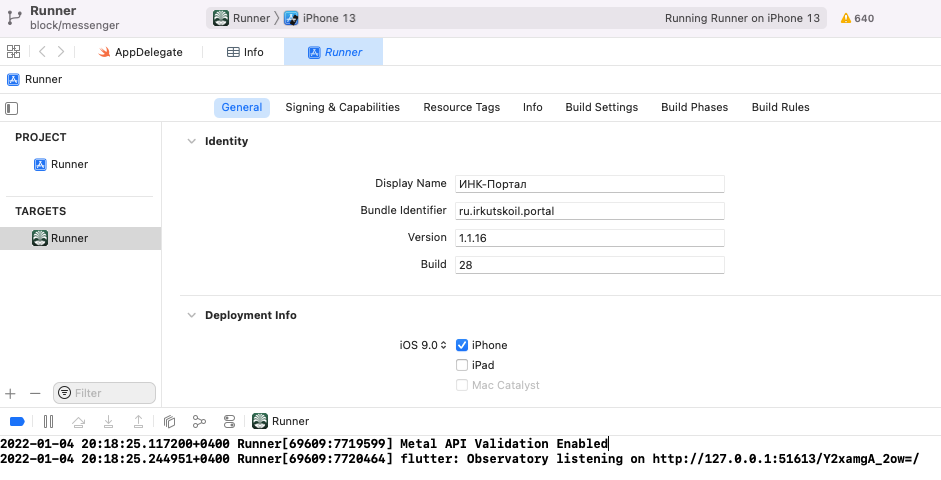 Runner
block/messenger
Runner
iPhone 13
Running Runner on iPhone 13
640
AppDelegate
Info
Runner
Runner
General
Signing & Capabilities
Resource Tags
Info
Build Settings
Build Phases
Build Rules
PROJECT
Runner
TARGETS
Runner
Filter
Identity
Display Name ИНК-Портал
Bundle Identifier ru.irkutskoil.portal
Version 1.1.16
Build 28
Deployment Info
iOS 9.0 iPhone
iPad
Mac Catalyst
Runner
2022-01-04 20:18:25.117200+0400 Runner[69609:7719599] Metal API Validation Enabled
2022-01-04 20:18:25.244951+0400 Runner[69609:7720464] flutter: Observatory listening on http://127.0.0.1:51613/Y2xamgA_2ow=/